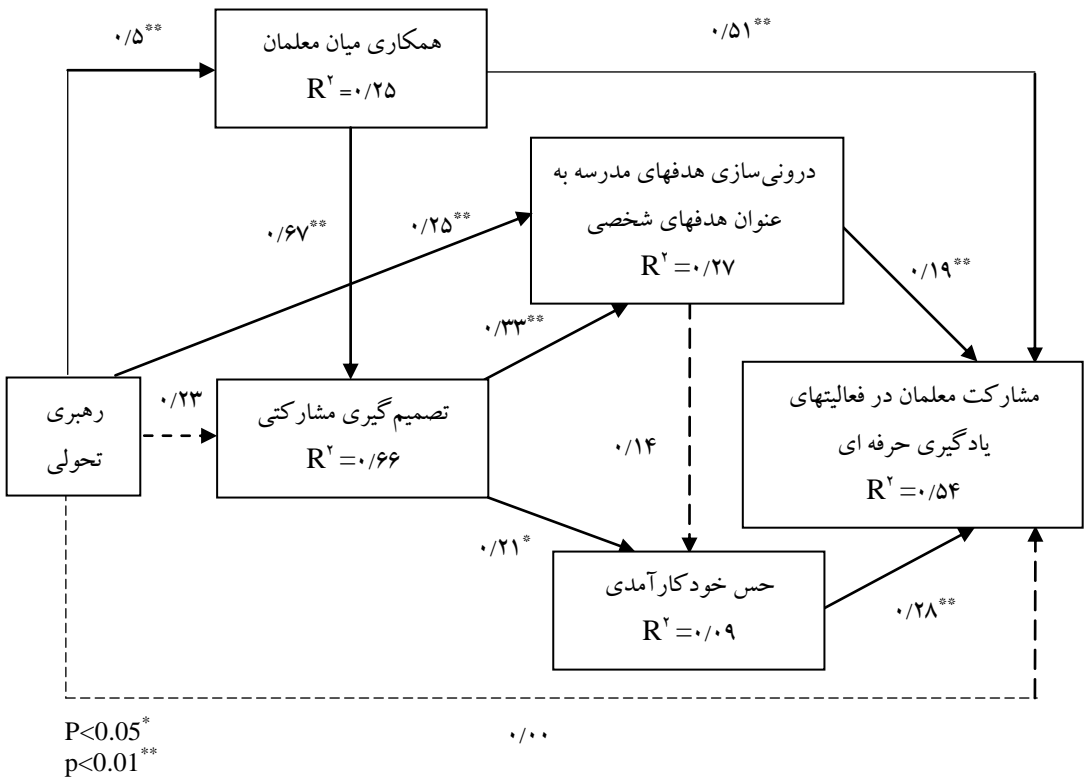 ۰/۵**
همکاری میان معلمان
R۲ =۰/۲۵
۰/۵۱**
درونی‌سازی هدفهای مدرسه به
عنوان هدفهای شخصی
R۲ =۰/۲۷
۰/۶۷**
۰/۲۵**
۰/۱۹**
۰/۳۳**
رهبری
تحولی
۰/۲۳
تصمیم‌گیری مشارکتی
R۲ =۰/۶۶
۰/۱۴
مشارکت معلمان در فعالیتهای
یادگیری حرفه ای
R۲ =۰/۵۴
۰/۲۱*
حس خودکارآمدی
R۲ =۰/۰۹
۰/۲۸**
P<0.05*
p<0.01**
۰/۰۰